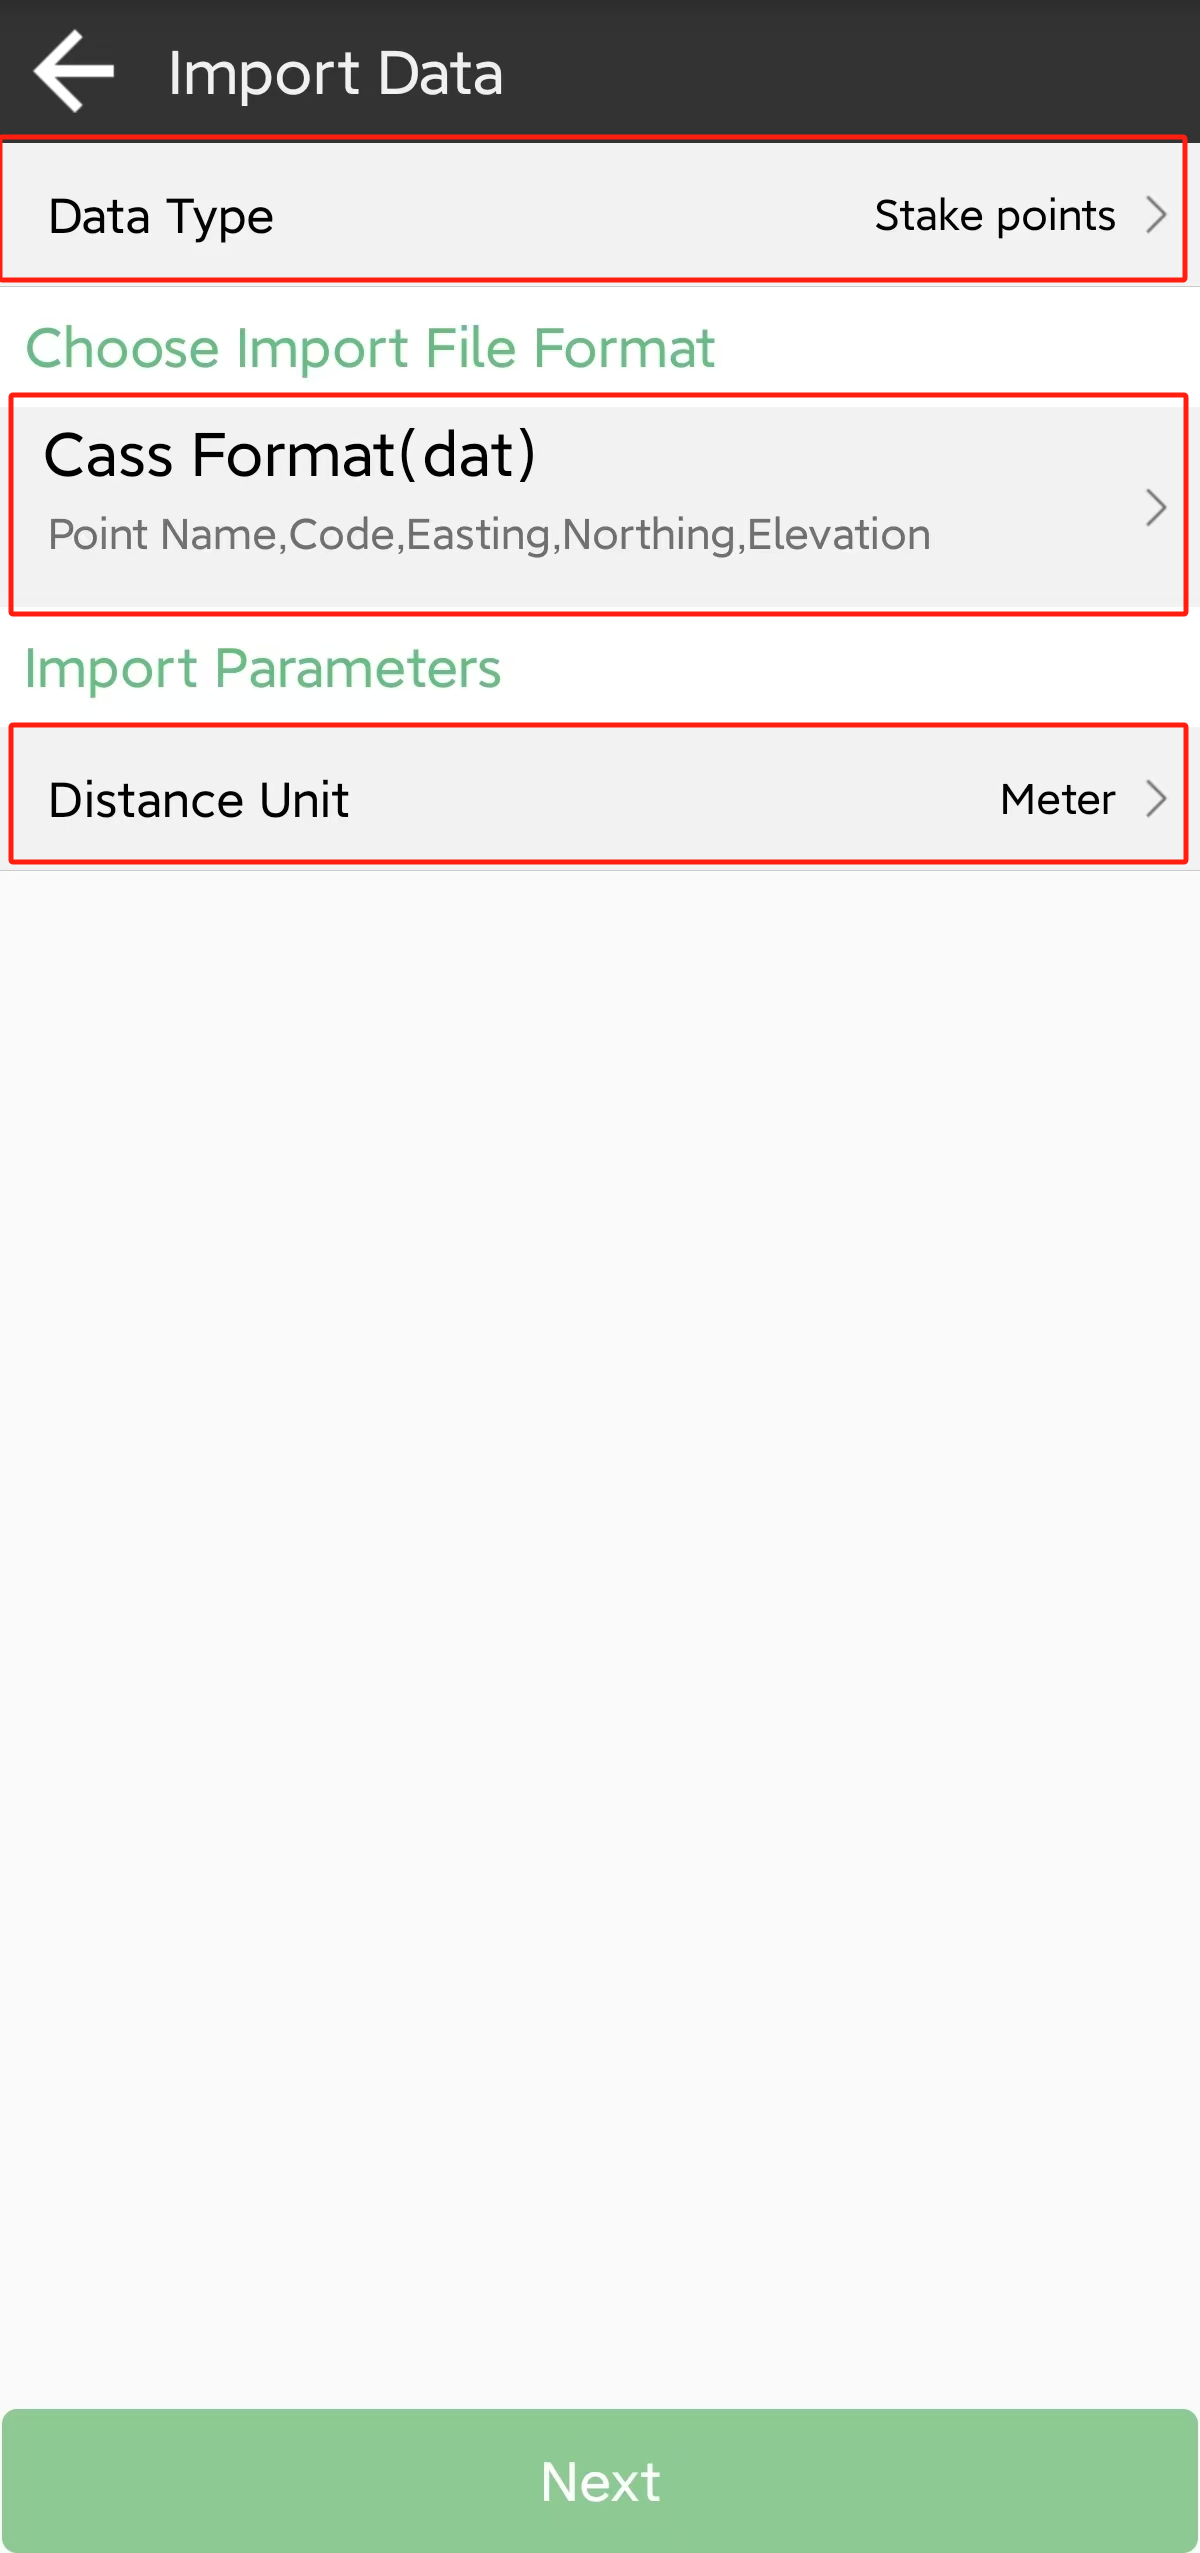 Import Data
Data Type Stake points
Choose Import File Format
Cass Format(dat)
Point Name,Code,Easting,Northing,Elevation
Import Parameters
Distance Unit Meter
Next